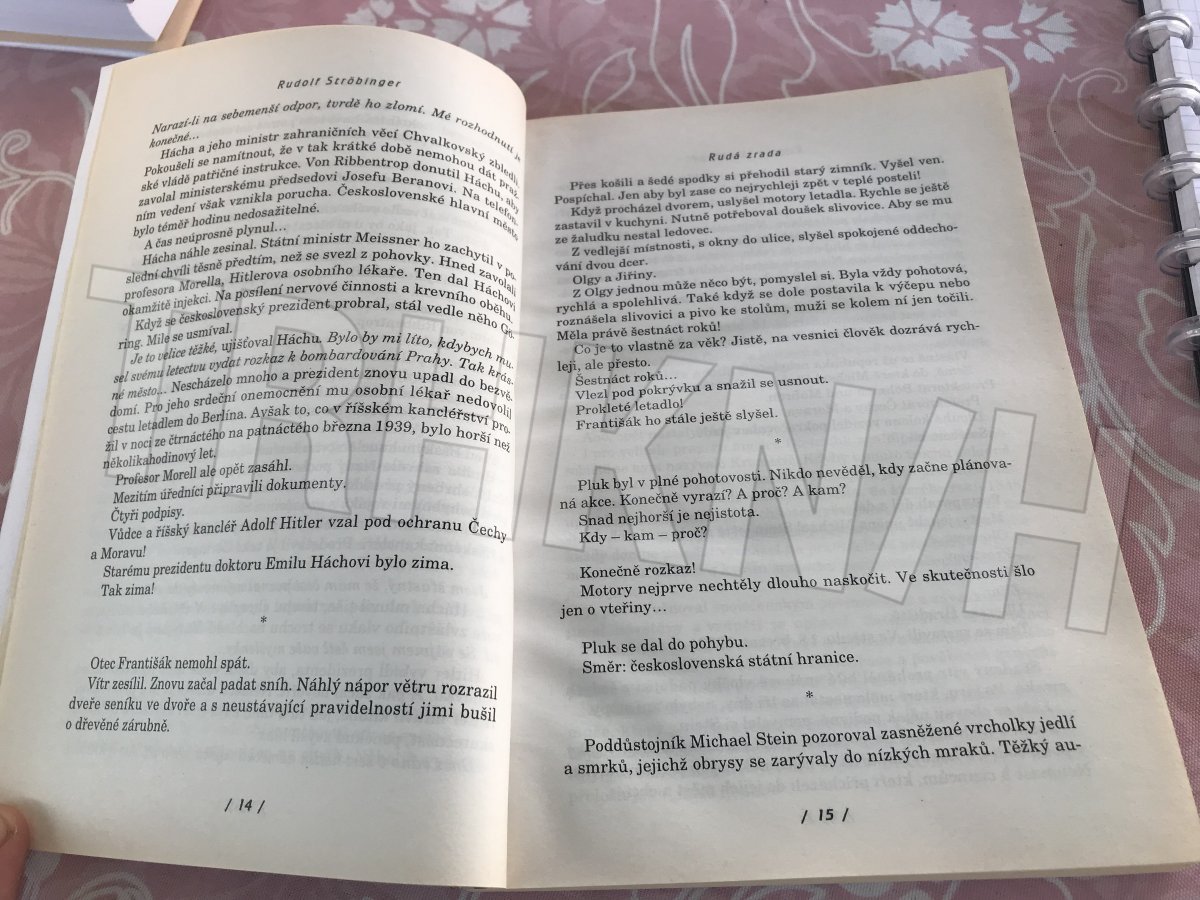 Rudolf Ströbinger
Narazí-li na sebemenší odpor, tvrdě ho zlomí. Mé rozhodnutí je
konečné...
Hácha a jeho ministr zahraničních věcí Chvalkovský zbledli.
Pokoušeli se namítnout, že v tak krátké době nemohou dát praž-
ské vládě patřičné instrukce. Von Ribbentrop donutil Háchu, aby
zavolal ministerskému předsedovi Josefu Beranovi. Na telefon-
ním vedení však vznikla porucha. Československé hlavní město
bylo téměř hodinu nedosažitelné.
A čas neúprosně plynul...
Hácha náhle zesínal. Státní ministr Meissner ho zachytil v po-
slední chvíli těsně předtím, než se svezl z pohovky. Hned zavolali
profesora Morella, Hitlerova osobního lékaře. Ten dal Háchovi
okamžitě injekci. Na posílení nervové činnosti a krevního oběhu.
Když se československý prezident probral, stál vedle něho Gö-
ring. Mile se usmíval.
Je to velice těžké, ujišťoval Háchu. Bylo by mi líto, kdybych mu-
sel svému letectvu vydat rozkaz k bombardování Prahy. Tak krás-
né město... Nescházelo mnoho a prezident znovu upadl do bezvě-
domí. Pro jeho srdeční onemocnění mu osobní lékař nedovolil
cestu letadlem do Berlína. Avšak to, co v říšském kancléřství pro-
žil v noci ze čtrnáctého na patnáctého března 1939, bylo horší než
několikahodinový let.
Profesor Morell ale opět zasáhl.
Mezitím úředníci připravili dokumenty.
Čtyři podpisy.
Vůdce a říšský kancléř Adolf Hitler vzal pod ochranu Čechy
a Moravu!
Starému prezidentu doktoru Emilu Háchovi bylo zima.
Tak zima!
*
Otec Františák nemohl spát.
Vítr zesílil. Znovu začal padat sníh. Náhlý nápor větru rozrazil
dveře seníku ve dvoře a s neustávající pravidelností jimi bušil
o dřevěné zárubně.
/ 14 /
Rudá zrada
Přes košili a šedé spodky si přehodil starý zimník. Vyšel ven.
Pospíchal. Jen aby byl zase co nejrychleji zpět v teplé posteli!
Když procházel dvorem, uslyšel motory letadla. Rychle se ještě
zastavil v kuchyni. Nutně potřeboval doušek slivovice. Aby se mu
ze žaludku nestal ledovec.
Z vedlejší místnosti, s okny do ulice, slyšel spokojené oddecho-
vání dvou dcer.
Olgy a Jiřiny.
Z Olgy jednou může něco být, pomyslel si. Byla vždy pohotová,
rychlá a spolehlivá. Také když se dole postavila k výčepu nebo
roznášela slivovici a pivo ke stolům, muži se kolem ní jen točili.
Měla právě šestnáct roků!
Co je to vlastně za věk? Jistě, na vesnici člověk dozrává rych-
leji, ale přesto.
Šestnáct roků...
Vlezl pod pokrývku a snažil se usnout.
Prokleté letadlo!
Františák ho stále ještě slyšel.
*
Pluk byl v plné pohotovosti. Nikdo nevěděl, kdy začne plánova-
ná akce. Konečně vyrazí? A proč? A kam?
Snad nejhorší je nejistota.
Kdy – kam – proč?
Konečně rozkaz!
Motory nejprve nechtěly dlouho naskočit. Ve skutečnosti šlo
jen o vteřiny...
Pluk se dal do pohybu.
Směr: československá státní hranice.
*
Poddůstojník Michael Stein pozoroval zasněžené vrcholky jedlí
a smrků, jejichž obrysy se zarývaly do nízkých mraků. Těžký au-
/ 15 /
TRHKNIH